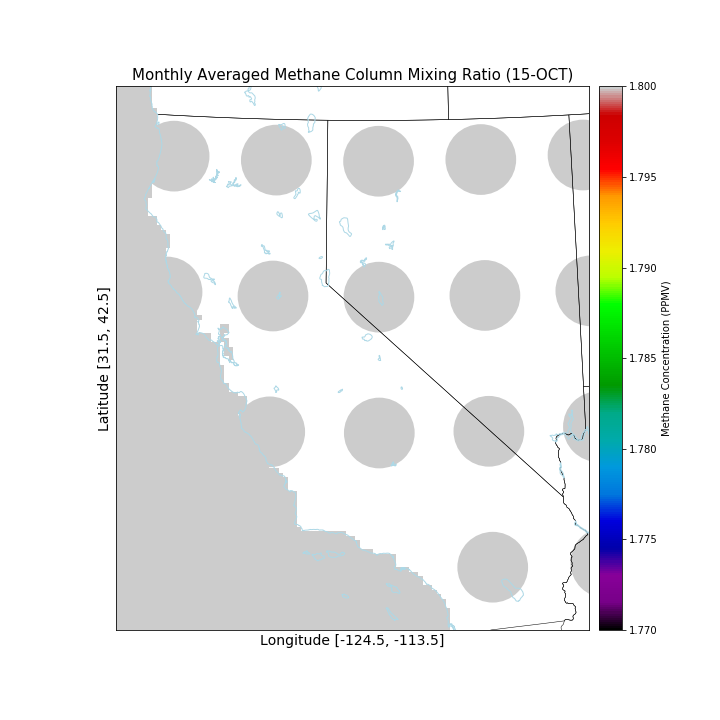 Monthly Averaged Methane Column Mixing Ratio (15-OCT)
Latitude [31.5, 42.5]
Longitude [-124.5, -113.5]
1.800
1.795
1.790
1.785
1.780
1.775
1.770
Methane Concentration (PPMV)